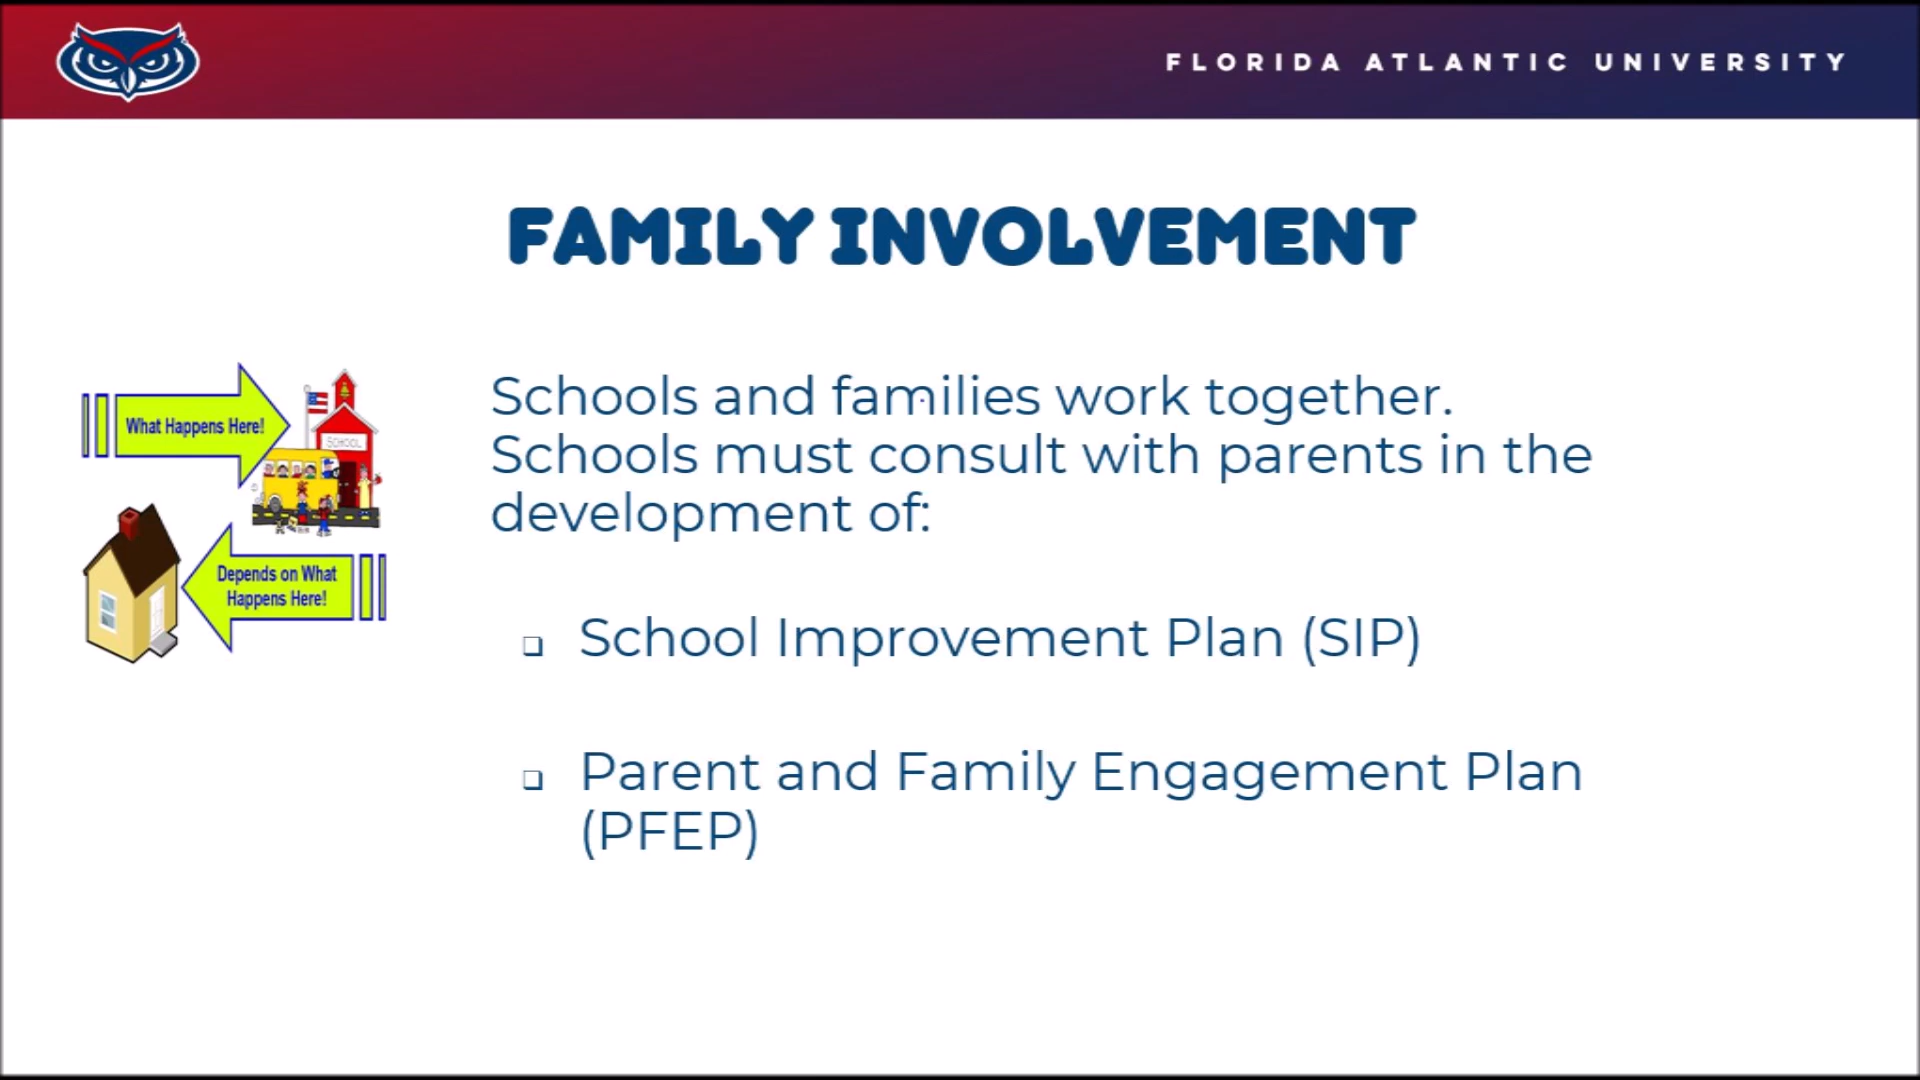 FLORIDA ATLANTIC UNIVERSITY
FAMILY INVOLVEMENT
What Happens Here!
SCHOOL
Depends on What
Happens Here!
Schools and families work together.
Schools must consult with parents in the
development of:
❑ School Improvement Plan (SIP)
❑ Parent and Family Engagement Plan
(PFEP)